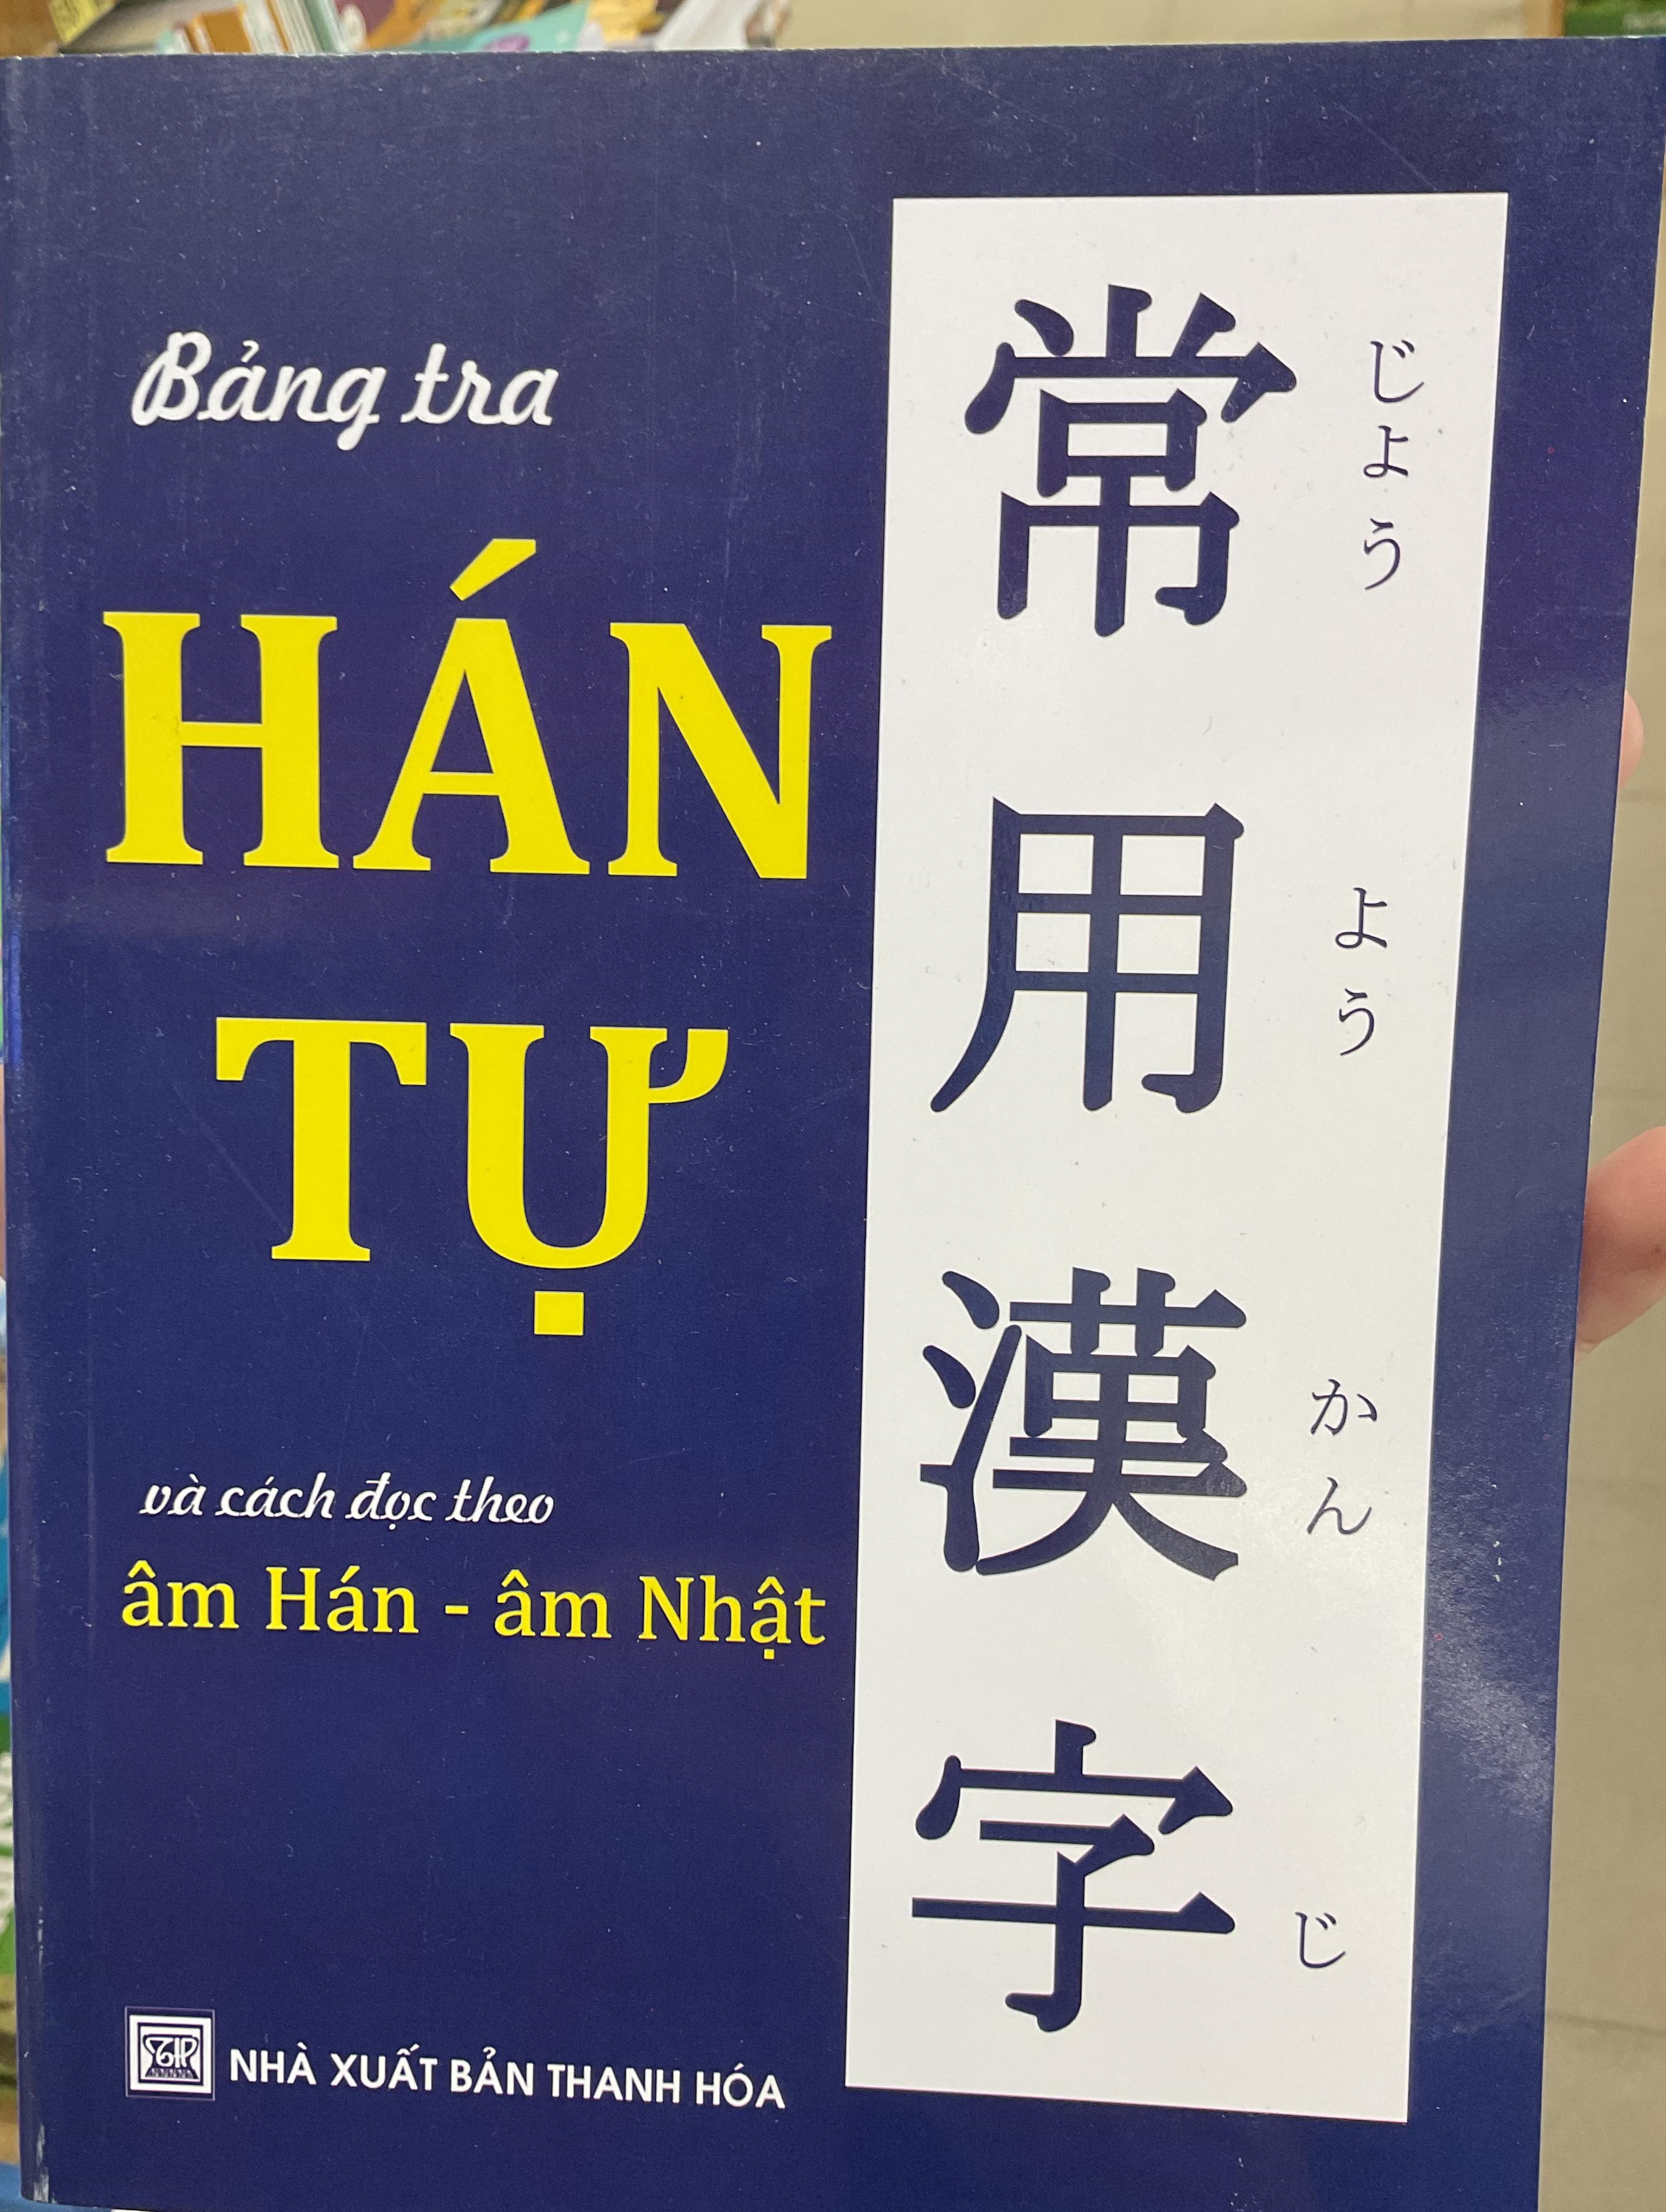 Bảng tra
HÁN
TỰ
và cách đọc theo
âm Hán - âm Nhật
NHÀ XUẤT BẢN THANH HÓA
常用漢字
じょう よう かん じ